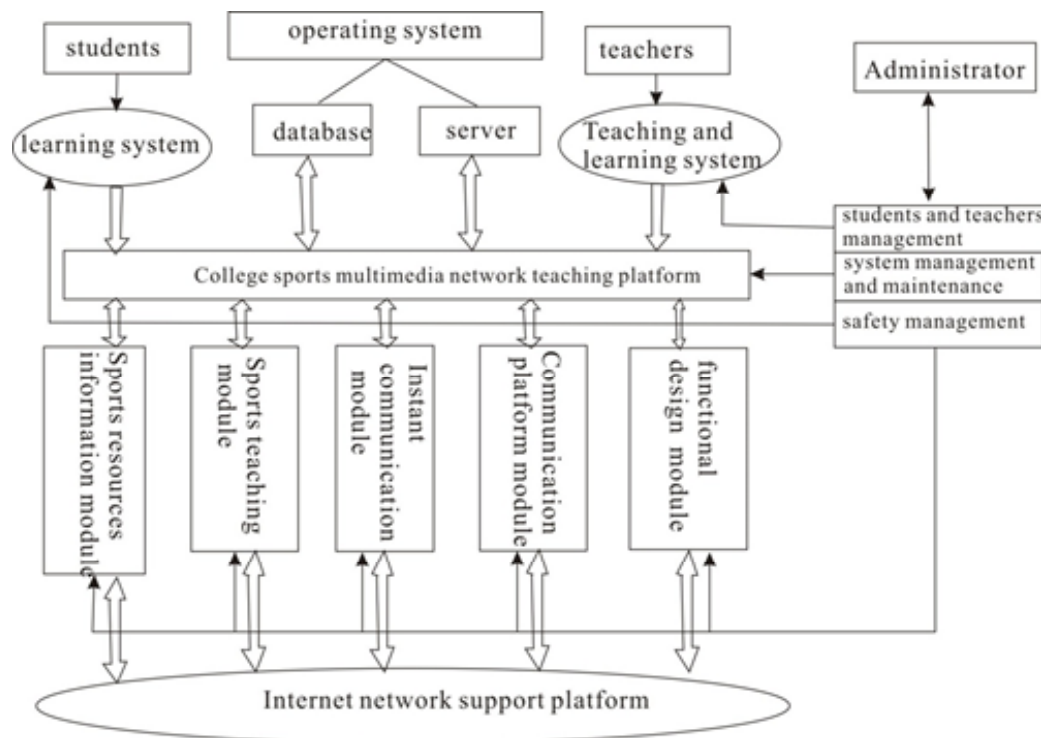 students
operating system
teachers
Administrator
learning system
database
server
Teaching and
learning system
students and teachers
management
College sports multimedia network teaching platform
system management
and maintenance
safety management
Sports resources
information module
Sports teaching
module
Instant
communication
module
Communication
platform module
functional
design module
Internet network support platform